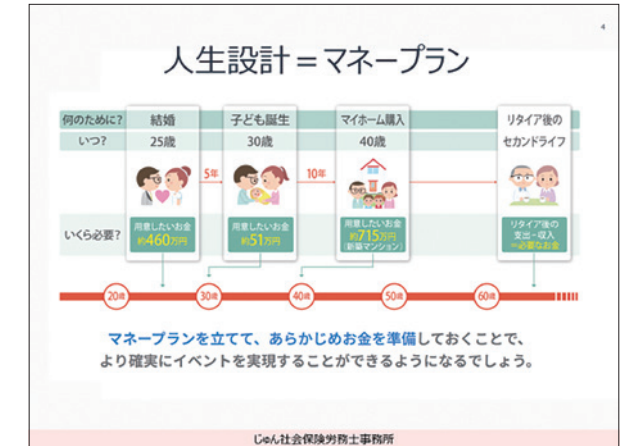 4
人生設計＝マネープラン
何のために？ 結婚 子ども誕生 マイホーム購入 リタイア後の
いつ？ 25歳 30歳 40歳 セカンドライフ
5年 10年
いくら必要？
用意したいお金
約460万円
用意したいお金
約51万円
用意したいお金
約715万円
（新築マンション）
リタイア後の
支出－収入
＝必要なお金
20歳 30歳 40歳 50歳 60歳
マネープランを立てて、あらかじめお金を準備しておくことで、
より確実にイベントを実現することができるようになるでしょう。
じゅん社会保険労務士事務所